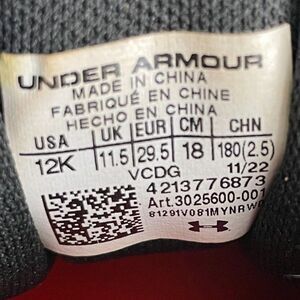 UNDER ARMOUR
MADE IN CHINA
FABRIQUÉ EN CHINE
HECHO EN CHINA
USA UK EUR CM CHN
12K 11.5 29.5 18 180(2.5)
VCDG 11/22
4213776873
Art.3025600-001